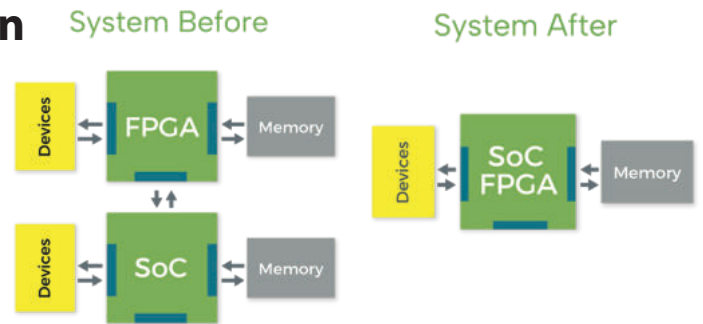 n
System Before
System After
Devices
FPGA
Memory
Devices
SoC
FPGA
Memory
Devices
SoC
Memory